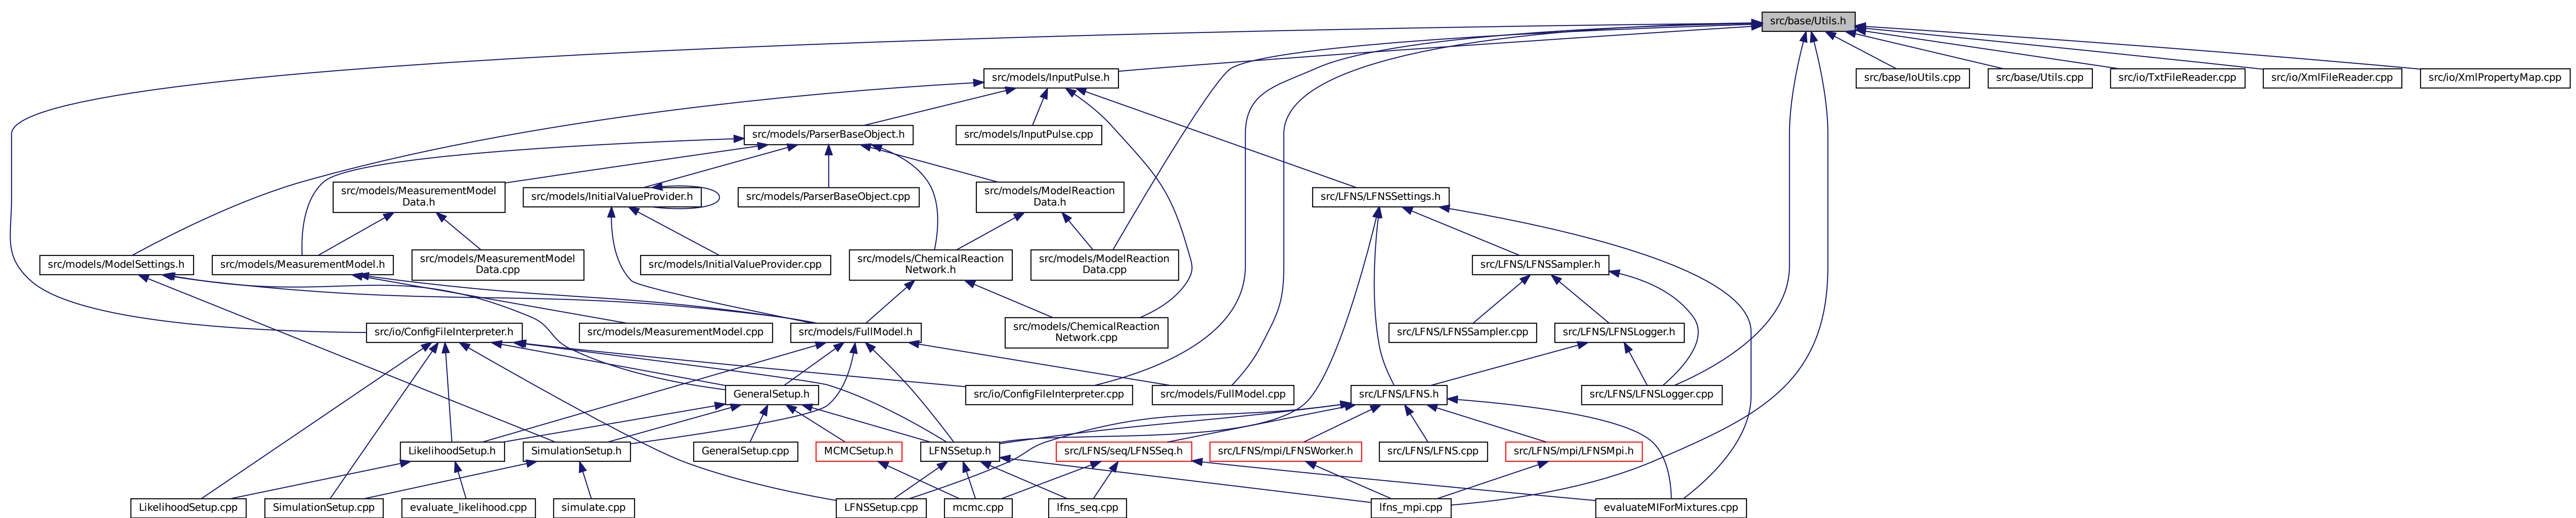 src/base/Utils.h
src/models/InputPulse.h
src/base/IoUtils.cpp
src/base/Utils.cpp
src/io/TxtFileReader.cpp
src/io/XmlFileReader.cpp
src/io/XmlPropertyMap.cpp
src/models/ParserBaseObject.h
src/models/InputPulse.cpp
src/models/MeasurementModel
Data.h
src/models/InitialValueProvider.h
src/models/ParserBaseObject.cpp
src/models/ModelReaction
Data.h
src/LFNS/LFNSSettings.h
src/models/ModelSettings.h
src/models/MeasurementModel.h
src/models/MeasurementModel
Data.cpp
src/models/InitialValueProvider.cpp
src/models/ChemicalReaction
Network.h
src/models/ModelReaction
Data.cpp
src/LFNS/LFNSSampler.h
src/io/ConfigFileInterpreter.h
src/models/MeasurementModel.cpp
src/models/FullModel.h
src/models/ChemicalReaction
Network.cpp
src/LFNS/LFNSSampler.cpp
src/LFNS/LFNSLogger.h
GeneralSetup.h
src/io/ConfigFileInterpreter.cpp
src/models/FullModel.cpp
src/LFNS/LFNS.h
src/LFNS/LFNSLogger.cpp
LikelihoodSetup.h
SimulationSetup.h
GeneralSetup.cpp
MCMCSetup.h
LFNSSetup.h
src/LFNS/seq/LFNSSeq.h
src/LFNS/mpi/LFNSWorker.h
src/LFNS/LFNS.cpp
src/LFNS/mpi/LFNSMpi.h
LikelihoodSetup.cpp
SimulationSetup.cpp
evaluate_likelihood.cpp
simulate.cpp
LFNSSetup.cpp
mcmc.cpp
lfns_seq.cpp
lfns_mpi.cpp
evaluateMIForMixtures.cpp